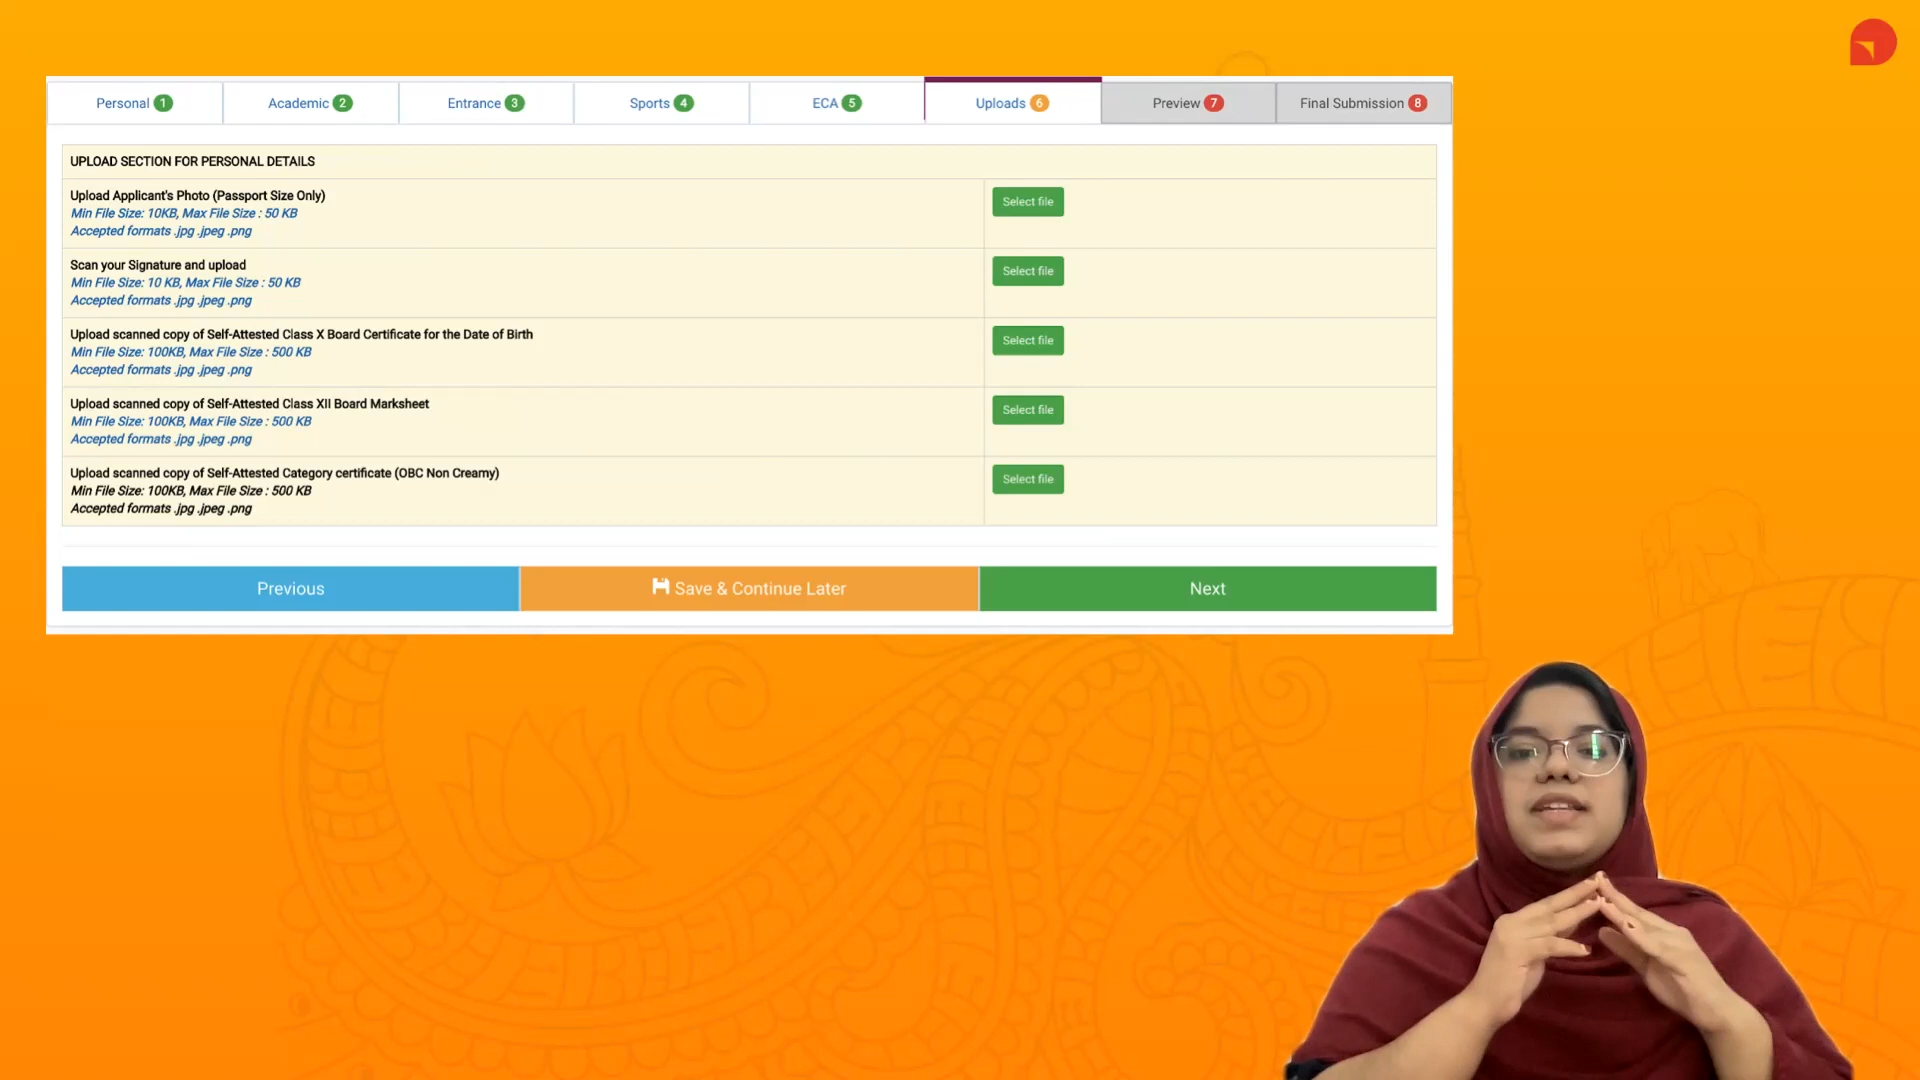 Personal 1
Academic 2
Entrance 3
Sports 4
ECA 5
Uploads 6
Preview 7
Final Submission 8
UPLOAD SECTION FOR PERSONAL DETAILS
Upload Applicant's Photo (Passport Size Only)
Min File Size: 10KB, Max File Size : 50 KB
Accepted formats .jpg .jpeg .png
Select file
Scan your Signature and upload
Min File Size: 10 KB, Max File Size : 50 KB
Accepted formats .jpg .jpeg .png
Select file
Upload scanned copy of Self-Attested Class X Board Certificate for the Date of Birth
Min File Size: 100KB, Max File Size : 500 KB
Accepted formats .jpg .jpeg .png
Select file
Upload scanned copy of Self-Attested Class XII Board Marksheet
Min File Size: 100KB, Max File Size : 500 KB
Accepted formats .jpg .jpeg .png
Select file
Upload scanned copy of Self-Attested Category certificate (OBC Non Creamy)
Min File Size: 100KB, Max File Size : 500 KB
Accepted formats .jpg .jpeg .png
Select file
Previous
Save & Continue Later
Next